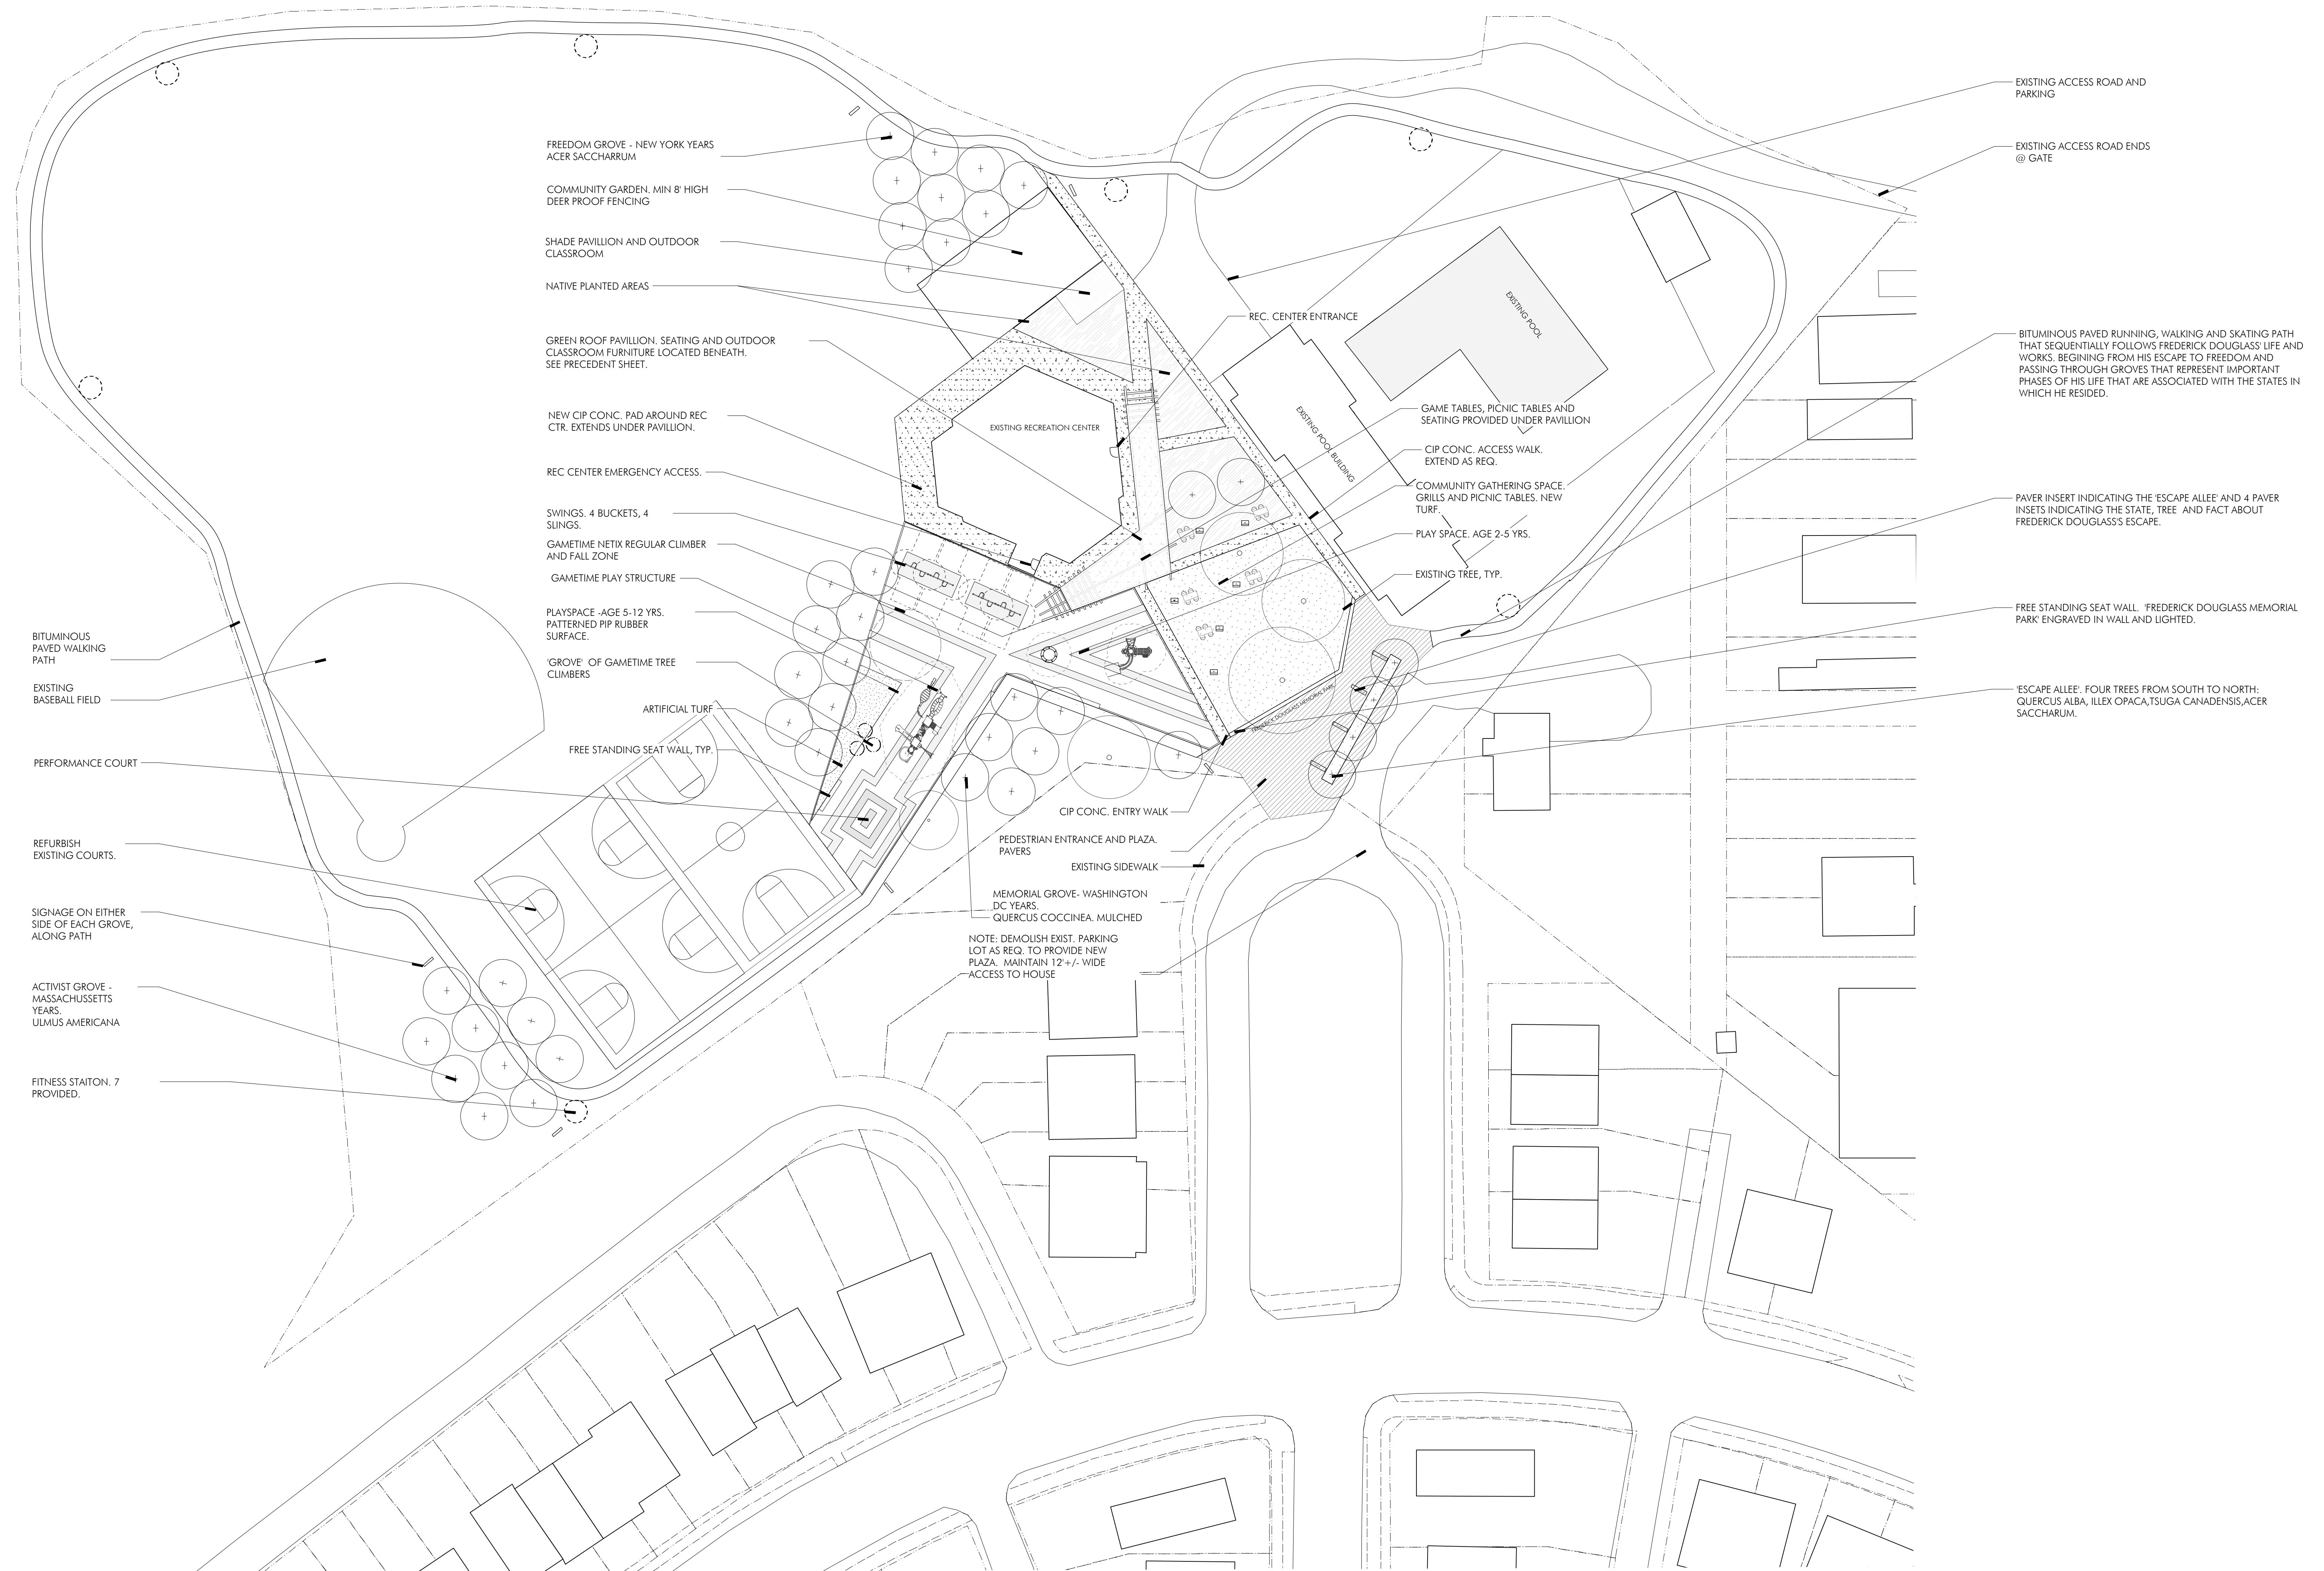 EXISTING ACCESS ROAD AND
PARKING
EXISTING ACCESS ROAD ENDS
@ GATE
FREEDOM GROVE - NEW YORK YEARS
ACER SACCHARRUM
COMMUNITY GARDEN. MIN 8' HIGH
DEER PROOF FENCING
SHADE PAVILLION AND OUTDOOR
CLASSROOM
NATIVE PLANTED AREAS
GREEN ROOF PAVILLION. SEATING AND OUTDOOR
CLASSROOM FURNITURE LOCATED BENEATH.
SEE PRECEDENT SHEET.
NEW CIP CONC. PAD AROUND REC
CTR. EXTENDS UNDER PAVILLION.
REC CENTER EMERGENCY ACCESS.
SWINGS. 4 BUCKETS, 4
SLINGS.
GAMETIME NETIX REGULAR CLIMBER
AND FALL ZONE
GAMETIME PLAY STRUCTURE
PLAYSPACE -AGE 5-12 YRS.
PATTERNED PIP RUBBER
SURFACE.
'GROVE' OF GAMETIME TREE
CLIMBERS
ARTIFICIAL TURF
FREE STANDING SEAT WALL, TYP.
EXISTING RECREATION CENTER
REC. CENTER ENTRANCE
EXISTING POOL
EXISTING POOL BUILDING
GAME TABLES, PICNIC TABLES AND
SEATING PROVIDED UNDER PAVILLION
CIP CONC. ACCESS WALK.
EXTEND AS REQ.
COMMUNITY GATHERING SPACE.
GRILLS AND PICNIC TABLES. NEW
TURF.
PLAY SPACE. AGE 2-5 YRS.
EXISTING TREE, TYP.
FREDERICK DOUGLASS MEMORIAL PARK
BITUMINOUS PAVED RUNNING, WALKING AND SKATING PATH
THAT SEQUENTIALLY FOLLOWS FREDERICK DOUGLASS' LIFE AND
WORKS. BEGINING FROM HIS ESCAPE TO FREEDOM AND
PASSING THROUGH GROVES THAT REPRESENT IMPORTANT
PHASES OF HIS LIFE THAT ARE ASSOCIATED WITH THE STATES IN
WHICH HE RESIDED.
PAVER INSERT INDICATING THE 'ESCAPE ALLEE' AND 4 PAVER
INSETS INDICATING THE STATE, TREE AND FACT ABOUT
FREDERICK DOUGLASS'S ESCAPE.
FREE STANDING SEAT WALL. 'FREDERICK DOUGLASS MEMORIAL
PARK' ENGRAVED IN WALL AND LIGHTED.
'ESCAPE ALLEE'. FOUR TREES FROM SOUTH TO NORTH:
QUERCUS ALBA, ILLEX OPACA,TSUGA CANADENSIS,ACER
SACCHARUM.
BITUMINOUS
PAVED WALKING
PATH
EXISTING
BASEBALL FIELD
PERFORMANCE COURT
REFURBISH
EXISTING COURTS.
SIGNAGE ON EITHER
SIDE OF EACH GROVE,
ALONG PATH
ACTIVIST GROVE -
MASSACHUSSETTS
YEARS.
ULMUS AMERICANA
FITNESS STAITON. 7
PROVIDED.
CIP CONC. ENTRY WALK
PEDESTRIAN ENTRANCE AND PLAZA.
PAVERS
EXISTING SIDEWALK
MEMORIAL GROVE- WASHINGTON
DC YEARS.
QUERCUS COCCINEA. MULCHED
NOTE: DEMOLISH EXIST. PARKING
LOT AS REQ. TO PROVIDE NEW
PLAZA. MAINTAIN 12'+/- WIDE
ACCESS TO HOUSE